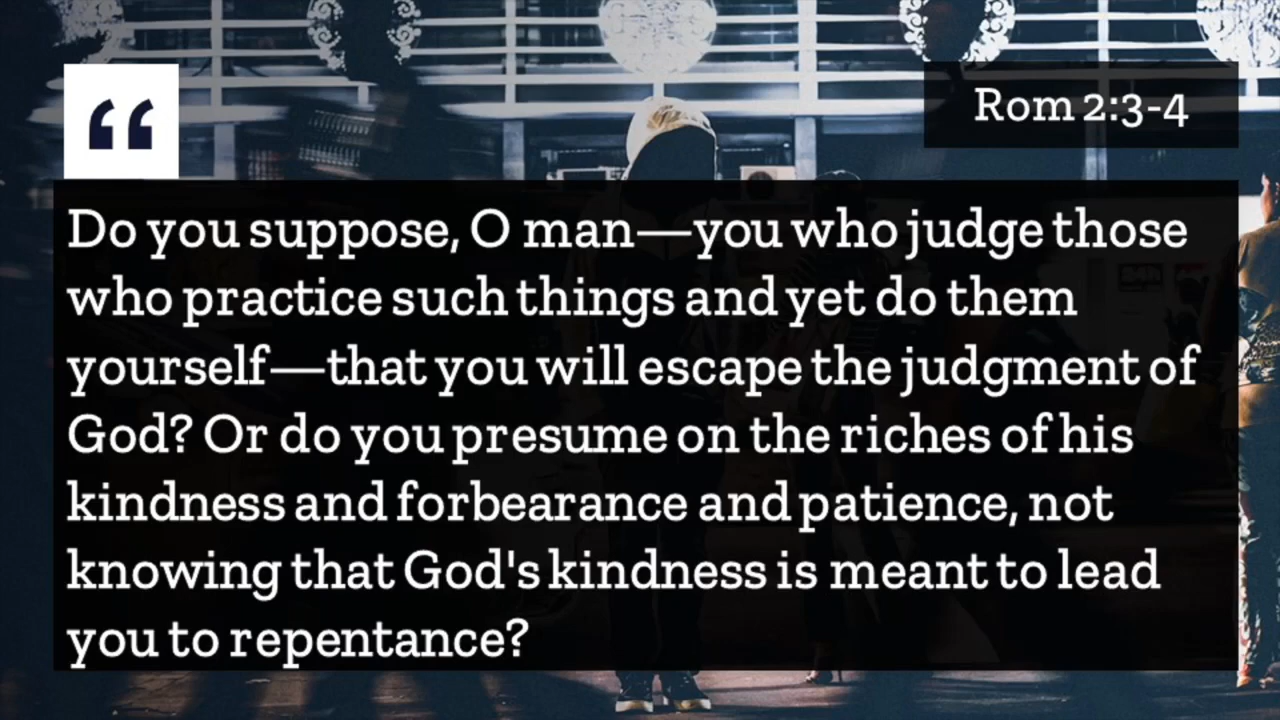 “
Rom 2:3-4
Do you suppose, O man—you who judge those
who practice such things and yet do them
yourself—that you will escape the judgment of
God? Or do you presume on the riches of his
kindness and forbearance and patience, not
knowing that God's kindness is meant to lead
you to repentance?